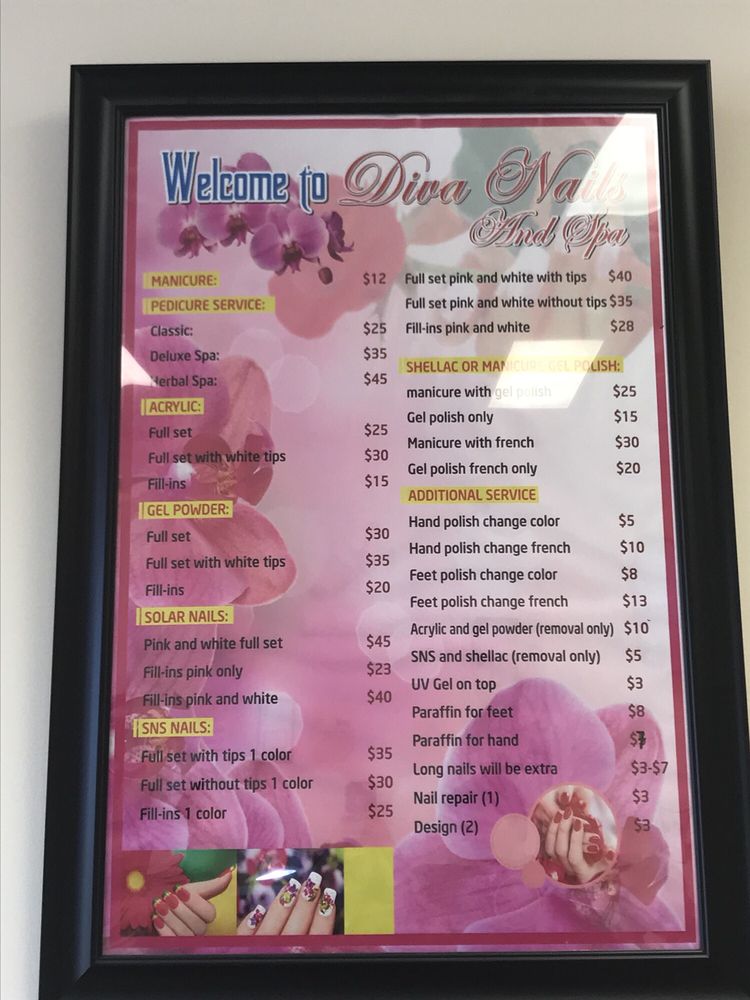 Welcome to Diva Nails
And Spa
MANICURE: $12
PEDICURE SERVICE:
Classic: $25
Deluxe Spa: $35
Herbal Spa: $45
ACRYLIC:
Full set $25
Full set with white tips $30
Fill-ins $15
GEL POWDER:
Full set $30
Full set with white tips $35
Fill-ins $20
SOLAR NAILS:
Pink and white full set $45
Fill-ins pink only $23
Fill-ins pink and white $40
SNS NAILS:
Full set with tips 1 color $35
Full set without tips 1 color $30
Fill-ins 1 color $25
Full set pink and white with tips $40
Full set pink and white without tips $35
Fill-ins pink and white $28
SHELLAC OR MANICURE GEL POLISH:
manicure with gel polish $25
Gel polish only $15
Manicure with french $30
Gel polish french only $20
ADDITIONAL SERVICE
Hand polish change color $5
Hand polish change french $10
Feet polish change color $8
Feet polish change french $13
Acrylic and gel powder (removal only) $10
SNS and shellac (removal only) $5
UV Gel on top $3
Paraffin for feet $8
Paraffin for hand $7
Long nails will be extra $3-$7
Nail repair (1) $3
Design (2) $3